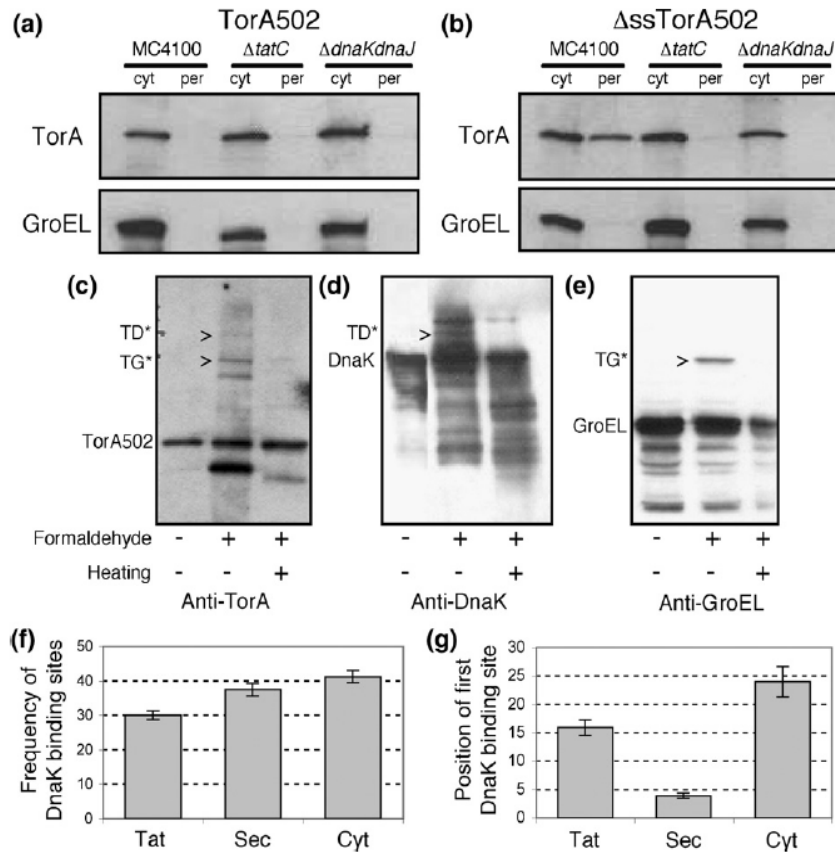 (a) TorA502
MC4100 ΔtatC ΔdnaKdnaJ
cyt per cyt per cyt per
TorA
GroEL
(b) ΔssTorA502
MC4100 ΔtatC ΔdnaKdnaJ
cyt per cyt per cyt per
TorA
GroEL
(c)
TD* >
TG* >
TorA502
Formaldehyde - + +
Heating - - +
Anti-TorA
(d)
TD* >
DnaK
- + +
- - +
Anti-DnaK
(e)
TG* >
GroEL
- + +
- - +
Anti-GroEL
(f)
Frequency of
DnaK binding sites
50
40
30
20
10
0
Tat Sec Cyt
(g)
Position of first
DnaK binding site
30
25
20
15
10
5
0
Tat Sec Cyt